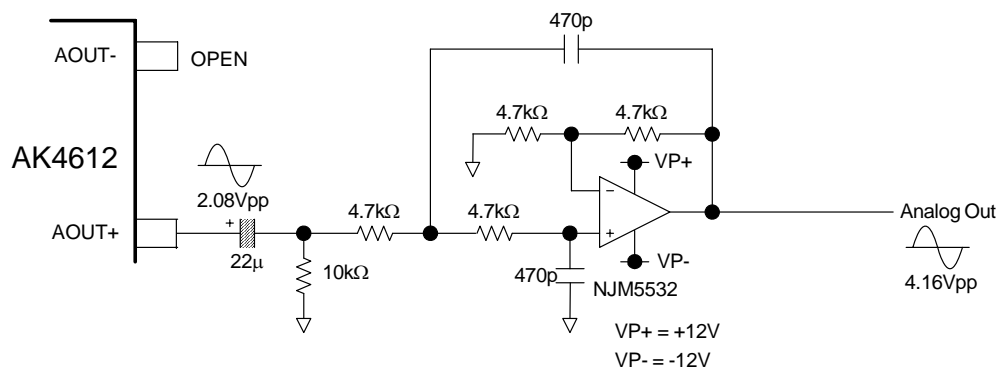 470p
AOUT-
OPEN
4.7kΩ
4.7kΩ
AK4612
VP+
2.08Vpp
AOUT+
+
4.7kΩ
4.7kΩ
−
+
Analog Out
22μ
10kΩ
470p
VP-
NJM5532
4.16Vpp
VP+ = +12V
VP- = -12V